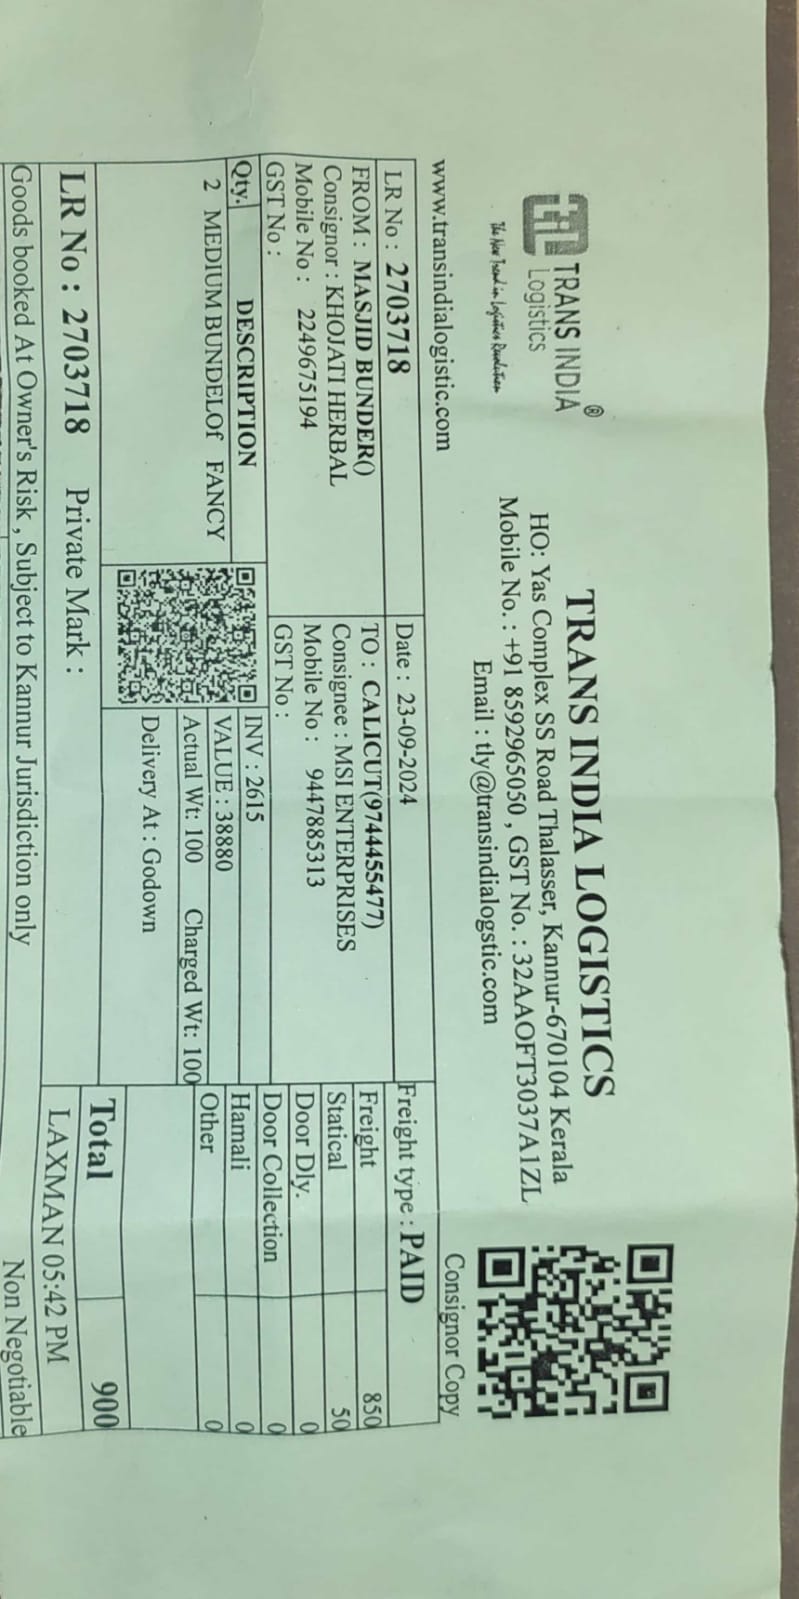 TRANS INDIA LOGISTICS
til TRANS INDIA ®
Logistics
The New Trend in Logistics Revolution
HO: Yas Complex SS Road Thalasser, Kannur-670104 Kerala
Mobile No. : +91 8592965050 , GST No. : 32AAOFT3037A1ZL
Email : tly@transindialogstic.com
www.transindialogistic.com
Consignor Copy
LR No : 2703718
Date : 23-09-2024
Freight type : PAID
FROM : MASJID BUNDER()
Consignor : KHOJATI HERBAL
Mobile No : 2249675194
GST No :
TO : CALICUT(9744455477)
Consignee : MSI ENTERPRISES
Mobile No : 9447885313
GST No :
Freight 850
Statical 50
Door Dly. 0
Door Collection 0
Hamali 0
Other 0
Qty. DESCRIPTION
2 MEDIUM BUNDELOf FANCY
INV : 2615
VALUE : 38880
Actual Wt: 100 Charged Wt: 100
Delivery At : Godown
Total 900
LR No : 2703718 Private Mark :
LAXMAN 05:42 PM
Goods booked At Owner's Risk , Subject to Kannur Jurisdiction only
Non Negotiable